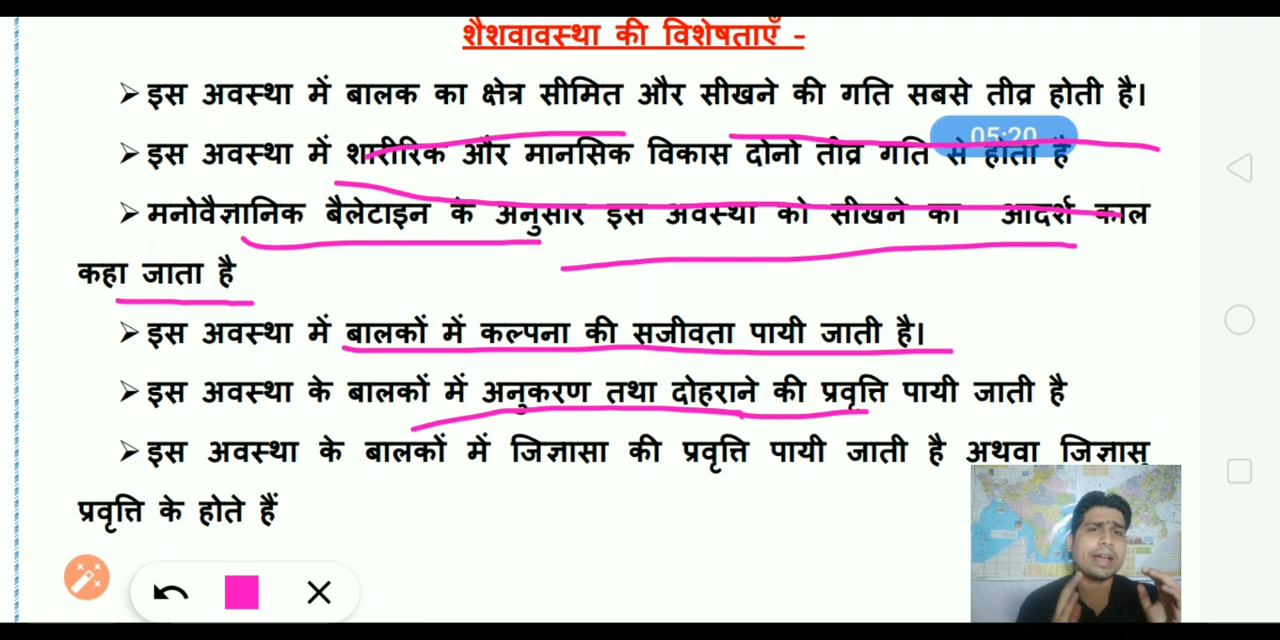 शैशवावस्था की विशेषताएँ -
➢इस अवस्था में बालक का क्षेत्र सीमित और सीखने की गति सबसे तीव्र होती है।
➢इस अवस्था में शारीरिक और मानसिक विकास दोनो तीव्र गति से होता है
05:20
➢मनोवैज्ञानिक बैलेटाइन के अनुसार इस अवस्था को सीखने का आदर्श काल
कहा जाता है
➢इस अवस्था में बालकों में कल्पना की सजीवता पायी जाती है।
➢इस अवस्था के बालकों में अनुकरण तथा दोहराने की प्रवृत्ति पायी जाती है
➢इस अवस्था के बालकों में जिज्ञासा की प्रवृत्ति पायी जाती है अथवा जिज्ञासु
प्रवृत्ति के होते हैं